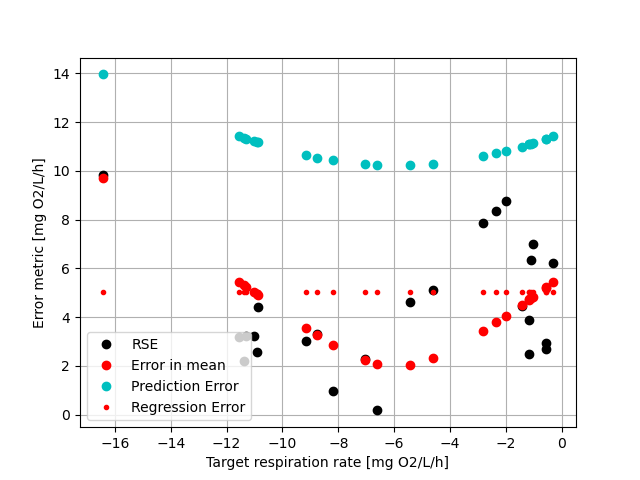 14
12
10
8
6
4
2
0
Error metric [mg O2/L/h]
RSE
Error in mean
Prediction Error
Regression Error
−16 −14 −12 −10 −8 −6 −4 −2 0
Target respiration rate [mg O2/L/h]